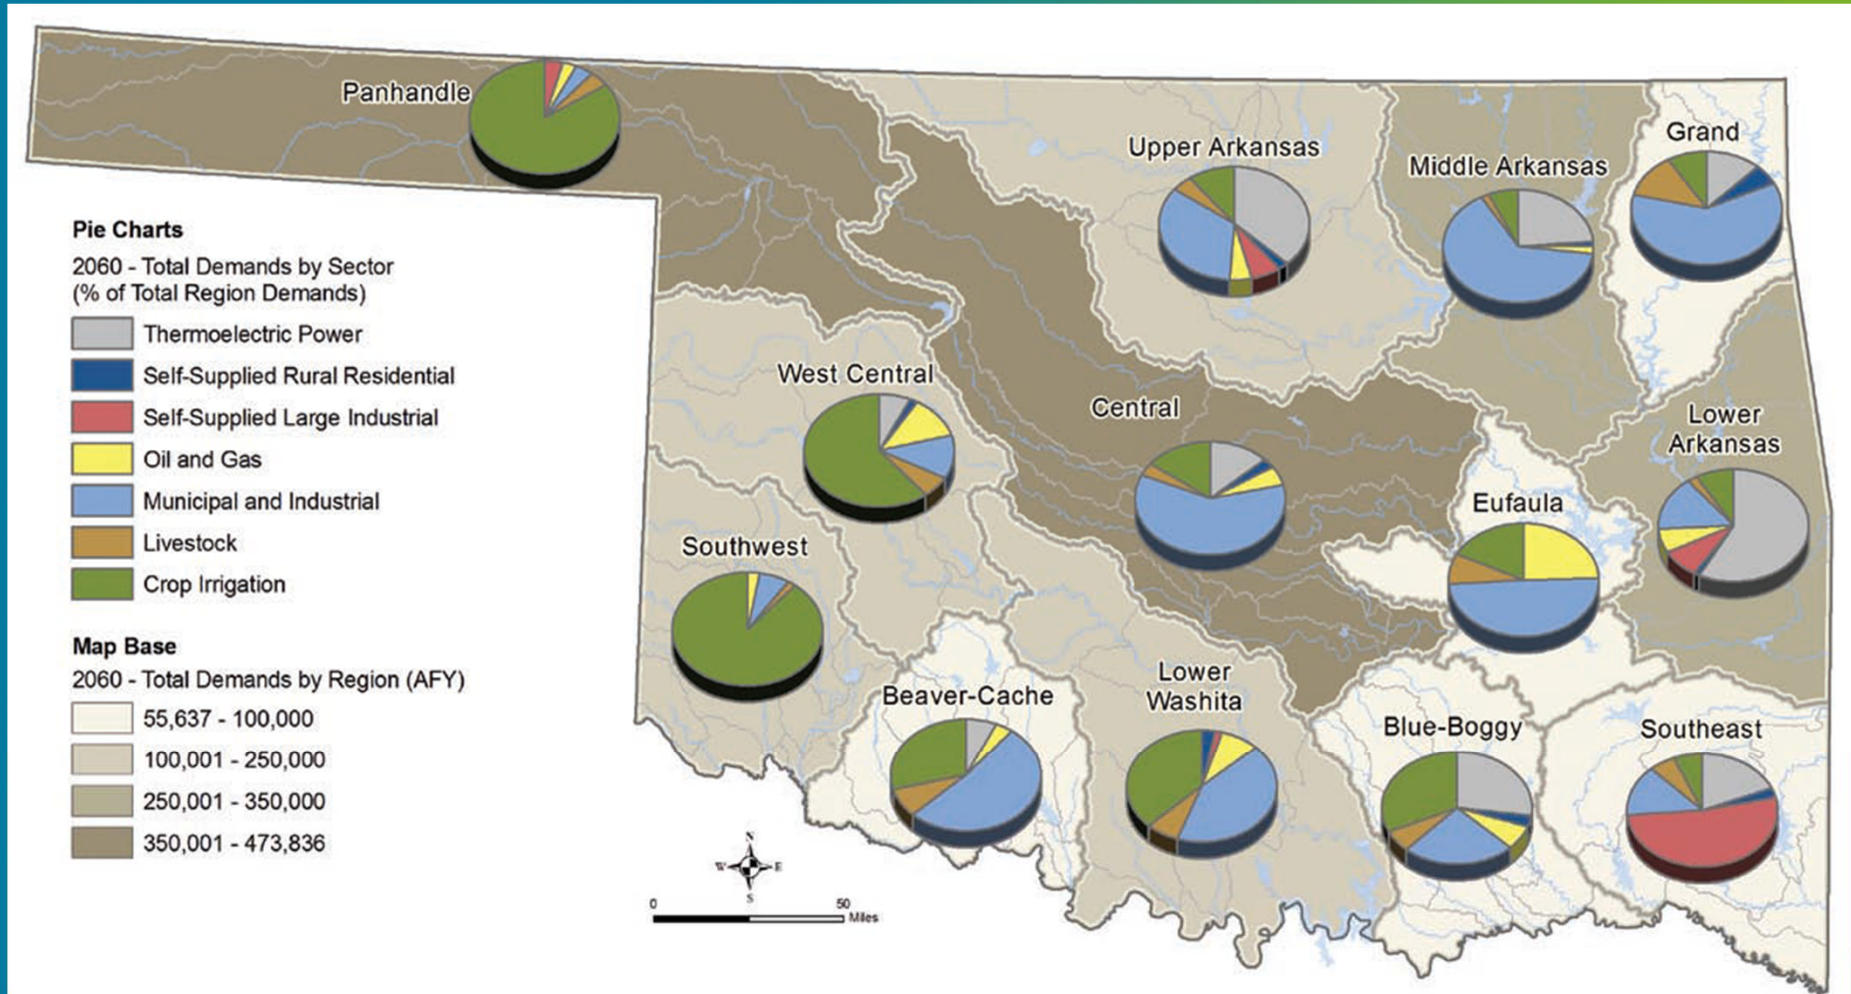 Panhandle
Upper Arkansas
Middle Arkansas
Grand
West Central
Central
Lower
Arkansas
Eufaula
Southwest
Beaver-Cache
Lower
Washita
Blue-Boggy
Southeast
Pie Charts
2060 - Total Demands by Sector
(% of Total Region Demands)
Thermoelectric Power
Self-Supplied Rural Residential
Self-Supplied Large Industrial
Oil and Gas
Municipal and Industrial
Livestock
Crop Irrigation
Map Base
2060 - Total Demands by Region (AFY)
55,637 - 100,000
100,001 - 250,000
250,001 - 350,000
350,001 - 473,836
N
W E
S
0 50
Miles